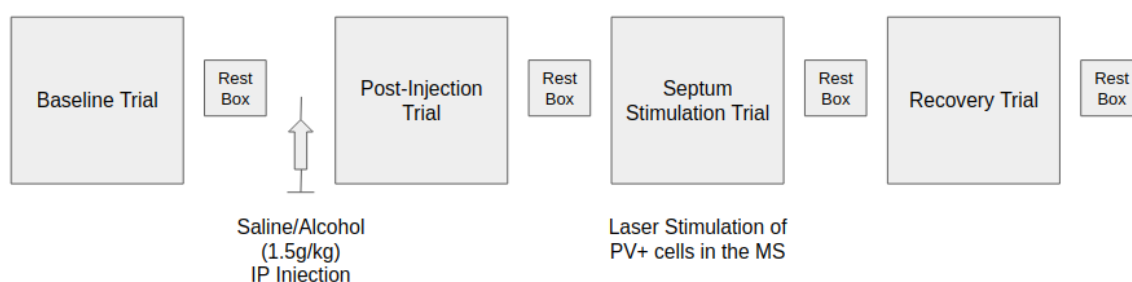 Baseline Trial
Rest
Box
Post-Injection
Trial
Rest
Box
Septum
Stimulation Trial
Rest
Box
Recovery Trial
Rest
Box
Saline/Alcohol
(1.5g/kg)
IP Injection
Laser Stimulation of
PV+ cells in the MS